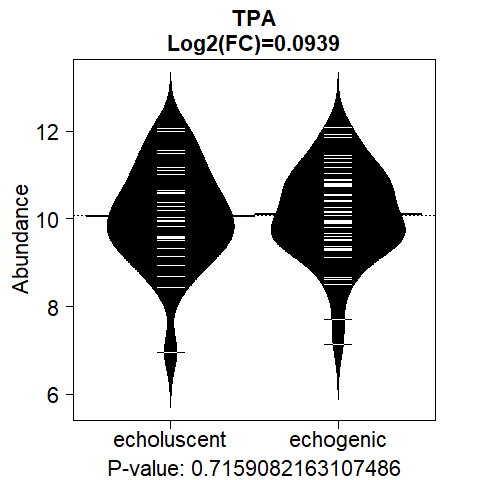 TPA
Log2(FC)=0.0939
Abundance
12
10
8
6
echoluscent echogenic
P-value: 0.7159082163107486